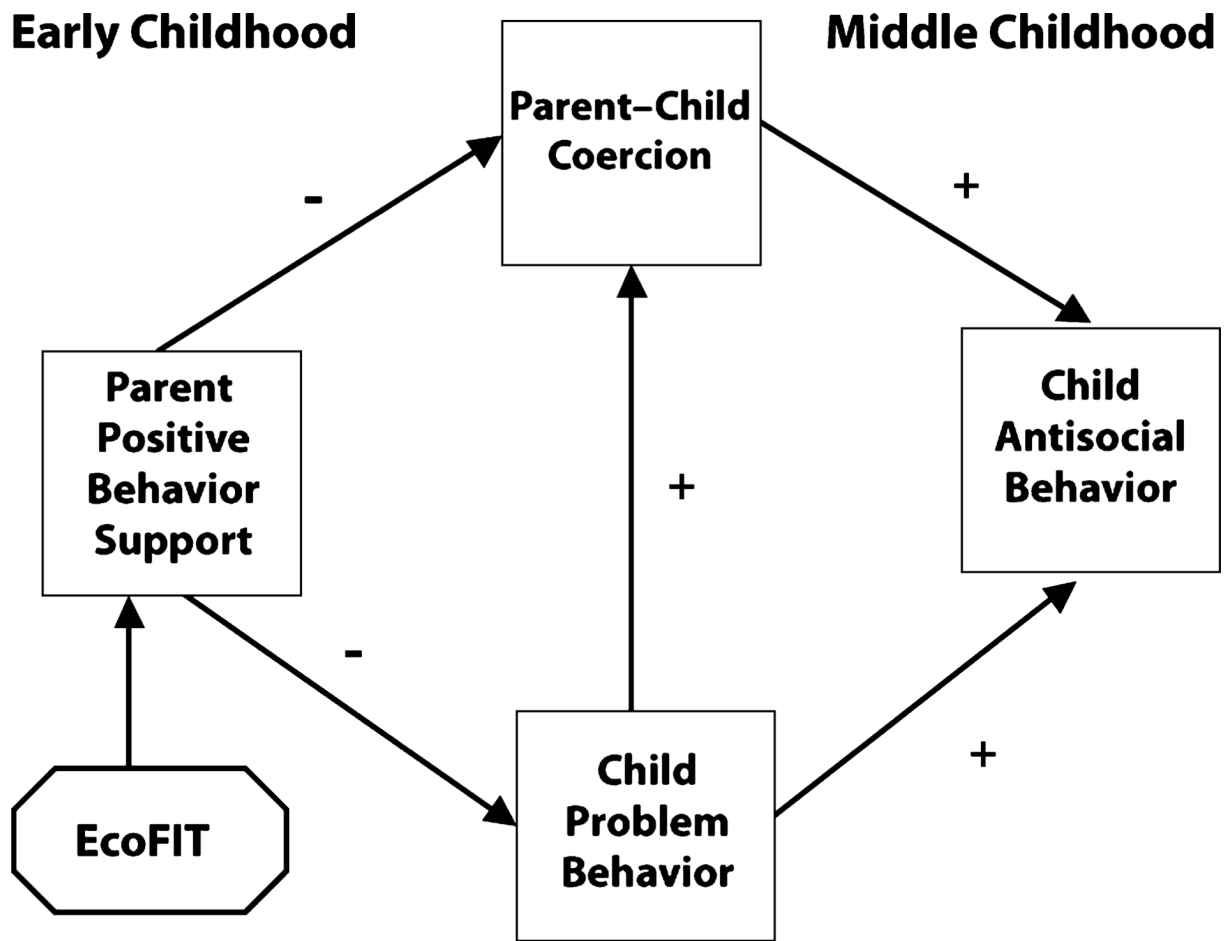 Early Childhood
Middle Childhood
Parent–Child
Coercion
-
+
Parent
Positive
Behavior
Support
Child
Antisocial
Behavior
+
-
+
Child
Problem
Behavior
EcoFIT